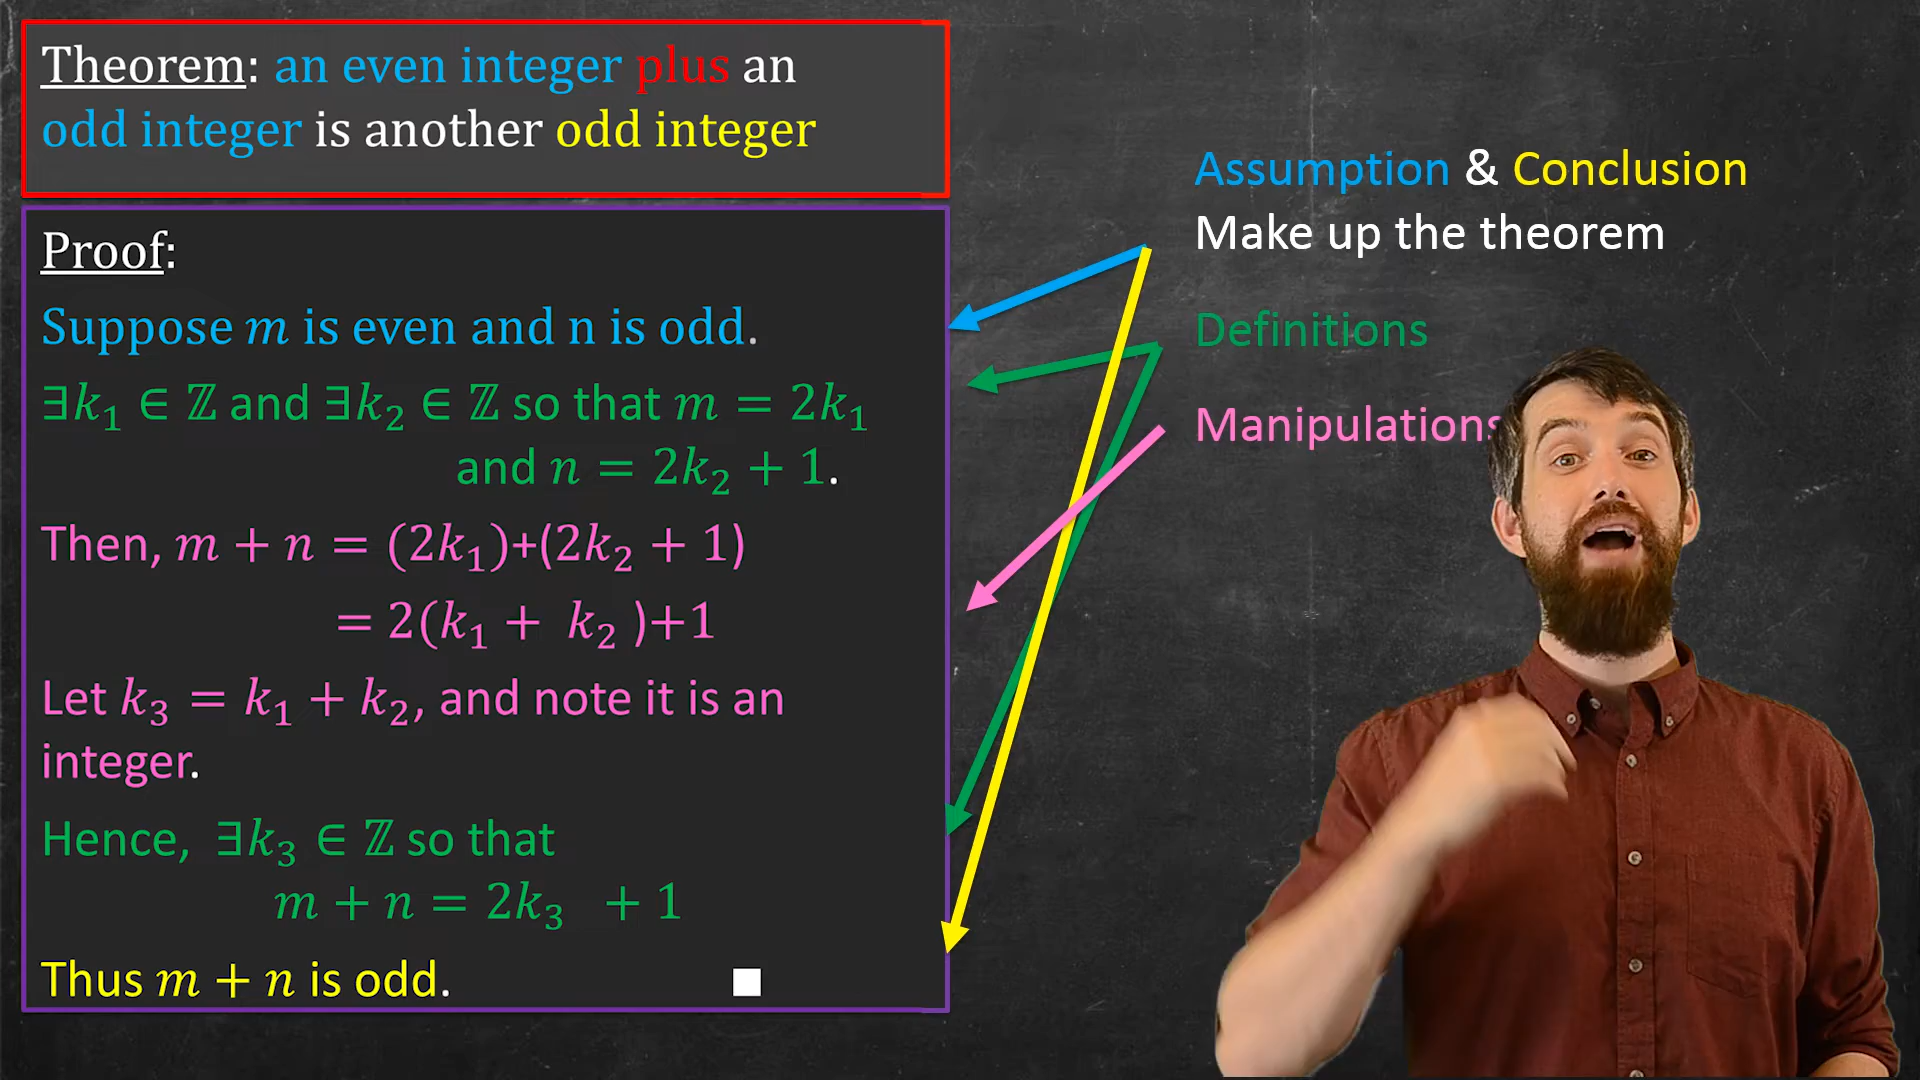 Theorem: an even integer plus an
odd integer is another odd integer
Proof:
Suppose m is even and n is odd.
∃k₁ ∈ ℤ and ∃k₂ ∈ ℤ so that m = 2k₁
and n = 2k₂ + 1.
Then, m + n = (2k₁)+(2k₂ + 1)
= 2(k₁ + k₂ )+1
Let k₃ = k₁ + k₂, and note it is an
integer.
Hence, ∃k₃ ∈ ℤ so that
m + n = 2k₃ + 1
Thus m + n is odd. ■
Assumption & Conclusion
Make up the theorem
Definitions
Manipulations